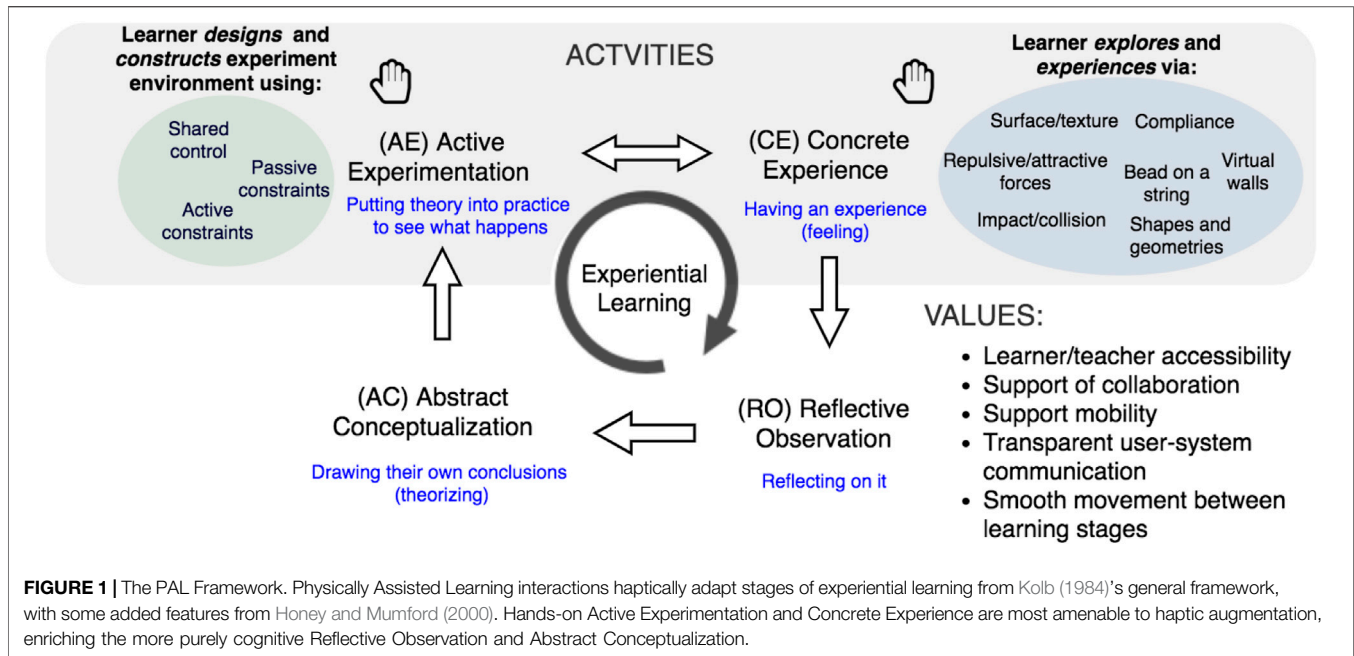 Learner designs and
constructs experiment
environment using:
ACTVITIES
Learner explores and
experiences via:
Shared
control
Passive
constraints
Active
constraints
(AE) Active
Experimentation
Putting theory into practice
to see what happens
(CE) Concrete
Experience
Having an experience
(feeling)
Surface/texture
Compliance
Repulsive/attractive
forces
Bead on a
string
Virtual
walls
Impact/collision
Shapes and
geometries
Experiential
Learning
(AC) Abstract
Conceptualization
Drawing their own conclusions
(theorizing)
(RO) Reflective
Observation
Reflecting on it
VALUES:
• Learner/teacher accessibility
• Support of collaboration
• Support mobility
• Transparent user-system
communication
• Smooth movement between
learning stages
FIGURE 1 | The PAL Framework. Physically Assisted Learning interactions haptically adapt stages of experiential learning from Kolb (1984)'s general framework,
with some added features from Honey and Mumford (2000). Hands-on Active Experimentation and Concrete Experience are most amenable to haptic augmentation,
enriching the more purely cognitive Reflective Observation and Abstract Conceptualization.